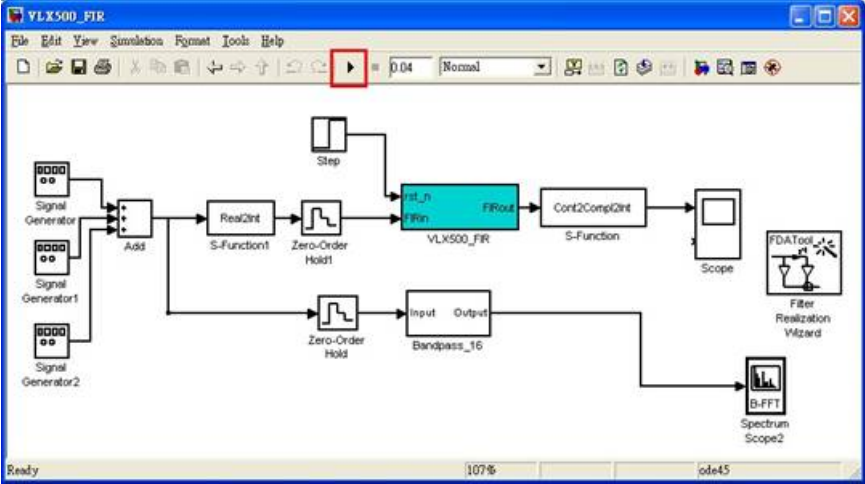 VLX500_FIR
File Edit View Simulation Format Tools Help
0.04 Normal
Step
Signal
Generator
Add
Real2Int
S-Function1
Zero-Order
Hold1
rst_n
FIRin
FIRout
VLX500_FIR
Cont2Compl2Int
S-Function
Scope
FDATool
Filter
Realization
Wizard
Signal
Generator1
Zero-Order
Hold
Input Output
Bandpass_16
Signal
Generator2
B-FFT
Spectrum
Scope2
Ready 107% ode45